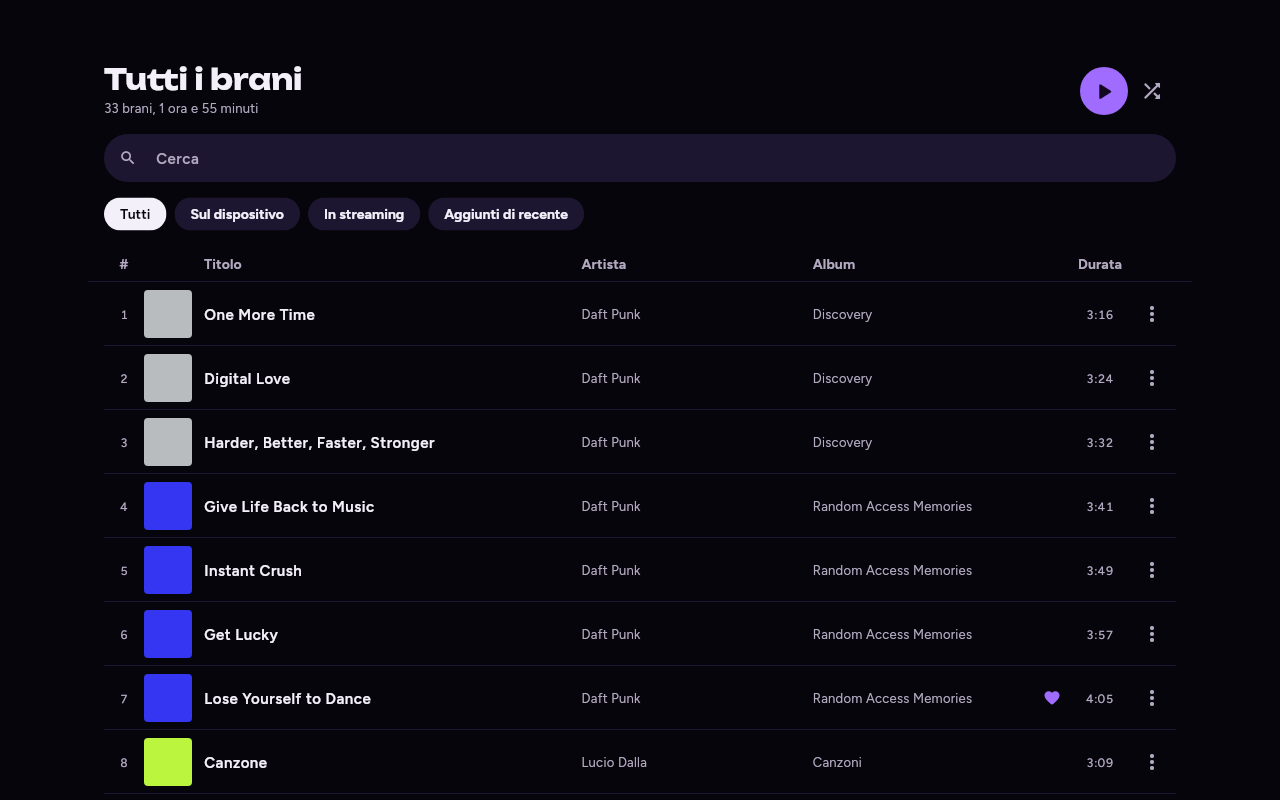 Tutti i brani
33 brani, 1 ora e 55 minuti
Cerca
Tutti Sul dispositivo In streaming Aggiunti di recente
# Titolo Artista Album Durata
1 One More Time Daft Punk Discovery 3:16
2 Digital Love Daft Punk Discovery 3:24
3 Harder, Better, Faster, Stronger Daft Punk Discovery 3:32
4 Give Life Back to Music Daft Punk Random Access Memories 3:41
5 Instant Crush Daft Punk Random Access Memories 3:49
6 Get Lucky Daft Punk Random Access Memories 3:57
7 Lose Yourself to Dance Daft Punk Random Access Memories 4:05
8 Canzone Lucio Dalla Canzoni 3:09